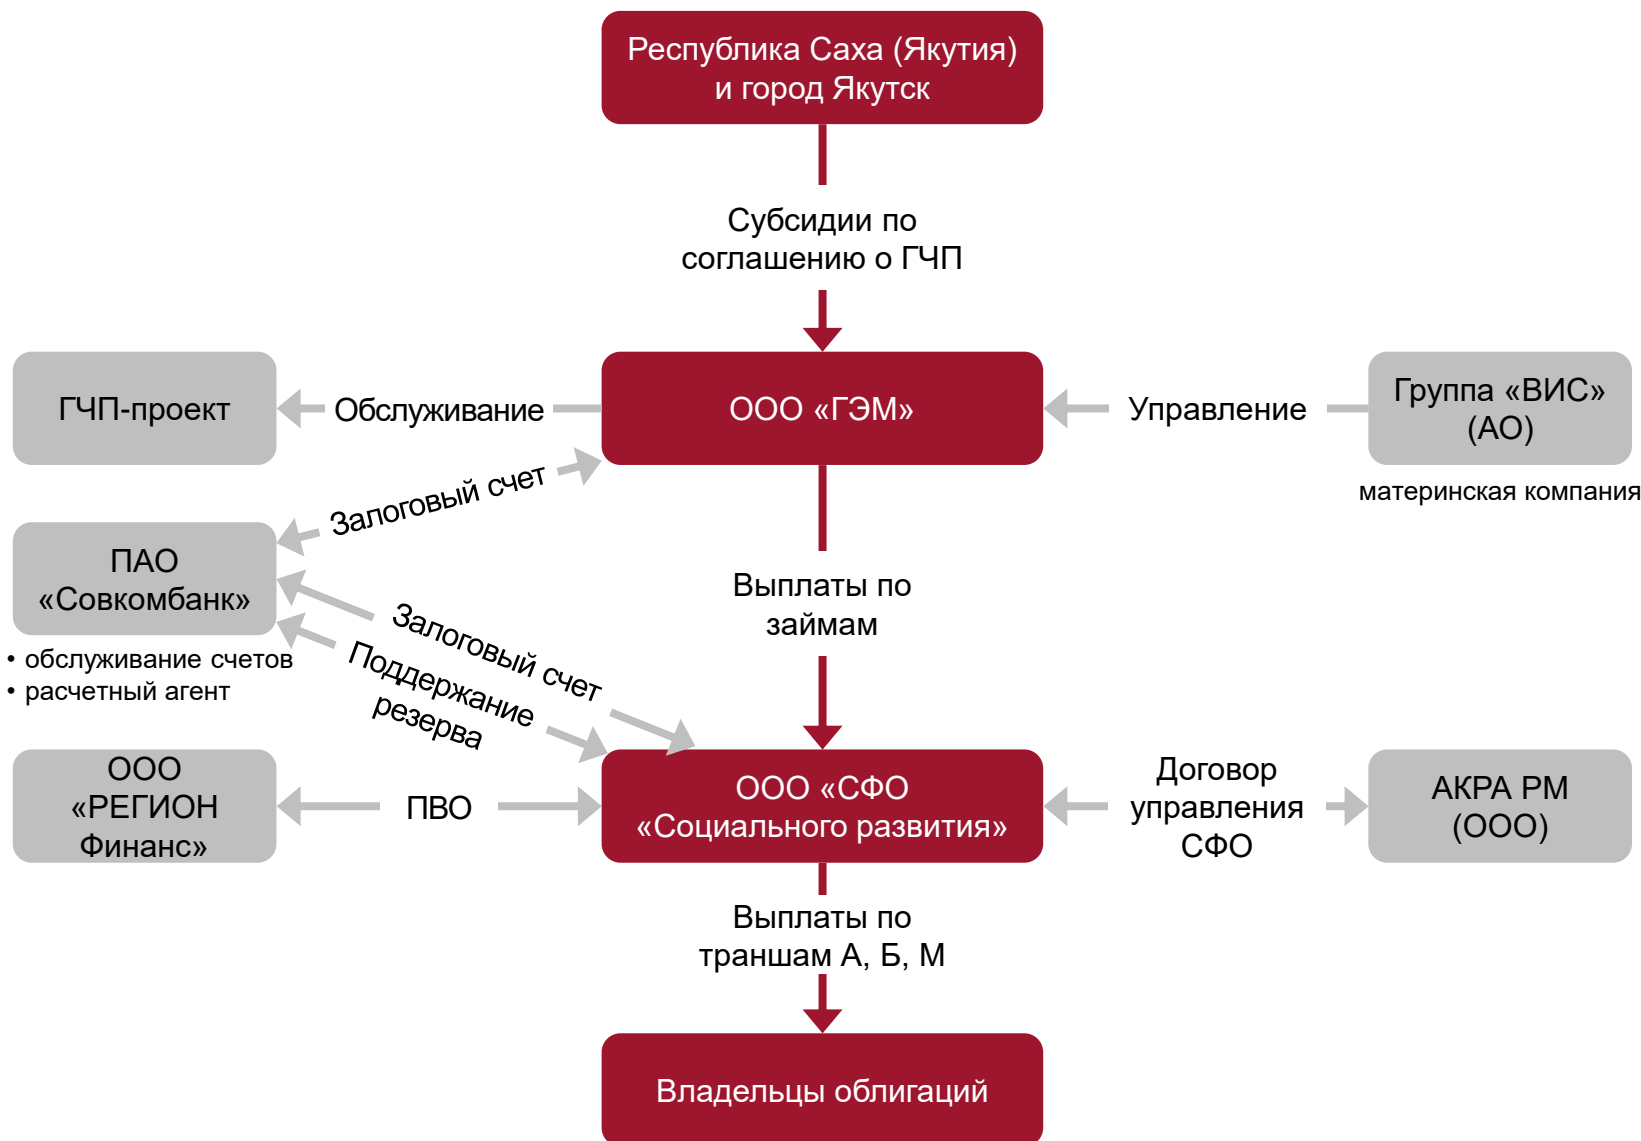 Республика Саха (Якутия)
и город Якутск
Субсидии по
соглашению о ГЧП
ГЧП-проект
Обслуживание
ООО «ГЭМ»
Управление
Группа «ВИС»
(АО)
материнская компания
Залоговый счет
ПАО
«Совкомбанк»
• обслуживание счетов
• расчетный агент
Залоговый счет
Поддержание
резерва
Выплаты по
займам
ООО
«РЕГИОН
Финанс»
ПВО
ООО «СФО
«Социального развития»
Договор
управления
СФО
АКРА РМ
(ООО)
Выплаты по
траншам А, Б, М
Владельцы облигаций